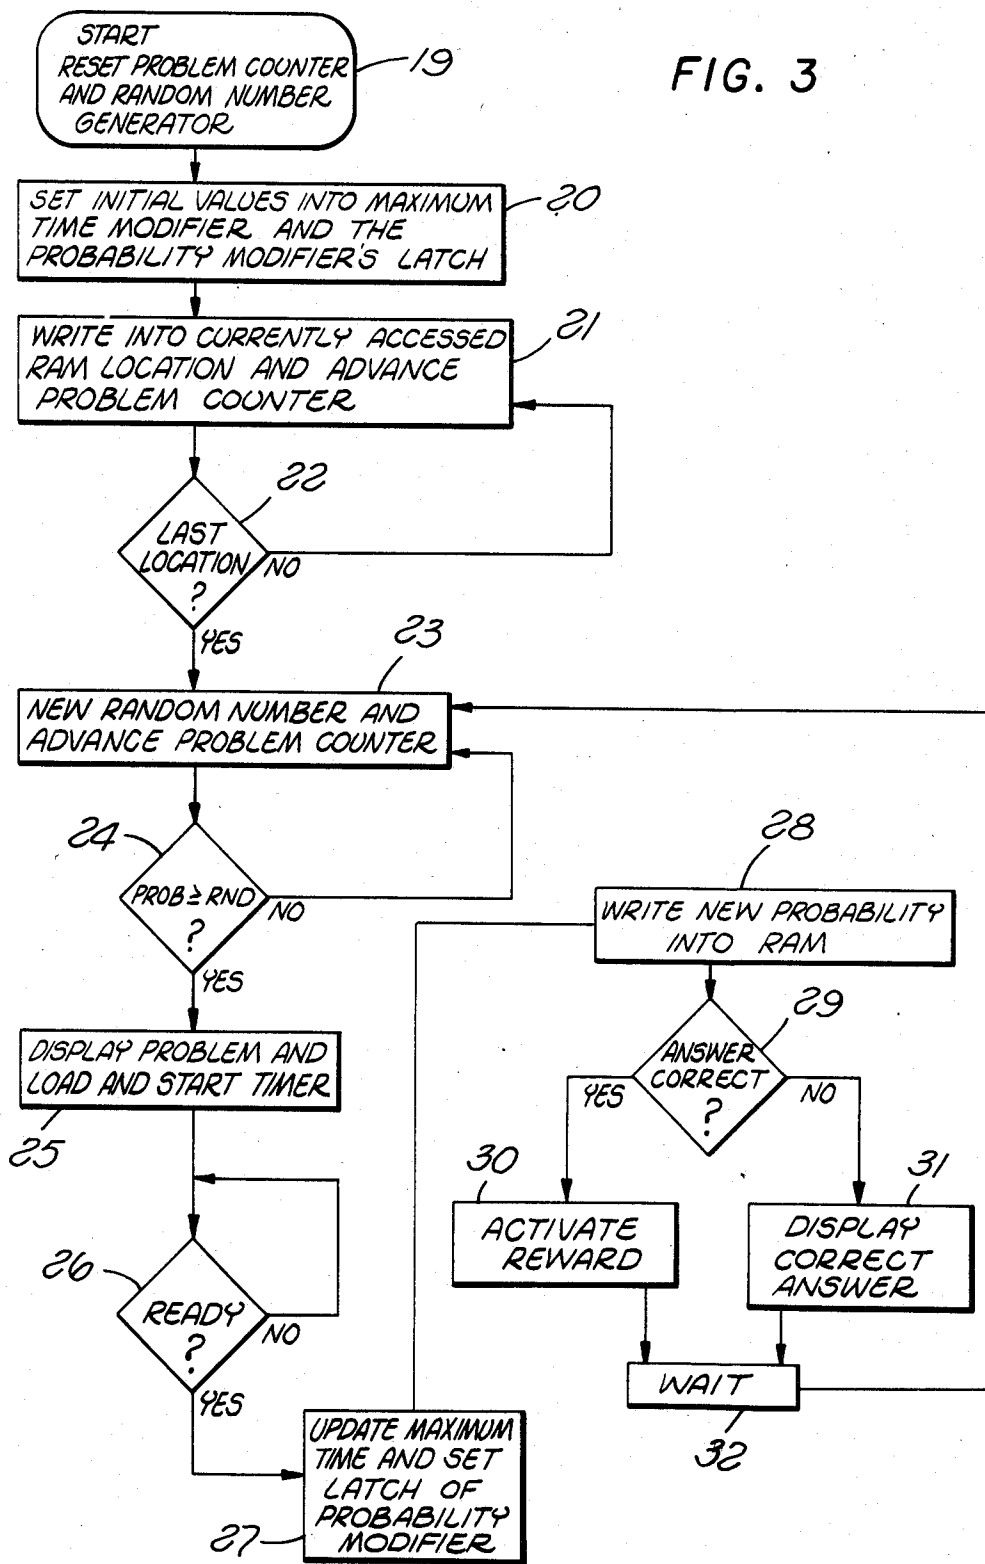 FIG. 3
START
RESET PROBLEM COUNTER
AND RANDOM NUMBER
GENERATOR
19
SET INITIAL VALUES INTO MAXIMUM
TIME MODIFIER AND THE
PROBABILITY MODIFIER'S LATCH
20
WRITE INTO CURRENTLY ACCESSED
RAM LOCATION AND ADVANCE
PROBLEM COUNTER
21
LAST
LOCATION
?
22
NO
YES
NEW RANDOM NUMBER AND
ADVANCE PROBLEM COUNTER
23
PROB ≥ RND
?
24
NO
YES
DISPLAY PROBLEM AND
LOAD AND START TIMER
25
READY
?
26
NO
YES
UPDATE MAXIMUM
TIME AND SET
LATCH OF
PROBABILITY
MODIFIER
27
WRITE NEW PROBABILITY
INTO RAM
28
ANSWER
CORRECT
?
29
YES
NO
ACTIVATE
REWARD
30
DISPLAY
CORRECT
ANSWER
31
WAIT
32